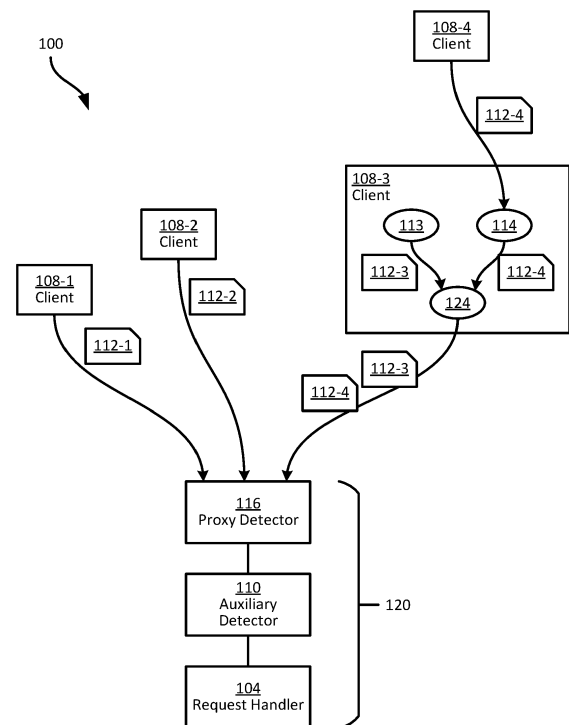 100
108-4
Client
112-4
108-3
Client
113
114
112-3
112-4
124
108-2
Client
108-1
Client
112-2
112-1
112-3
112-4
116
Proxy Detector
110
Auxiliary
Detector
120
104
Request Handler